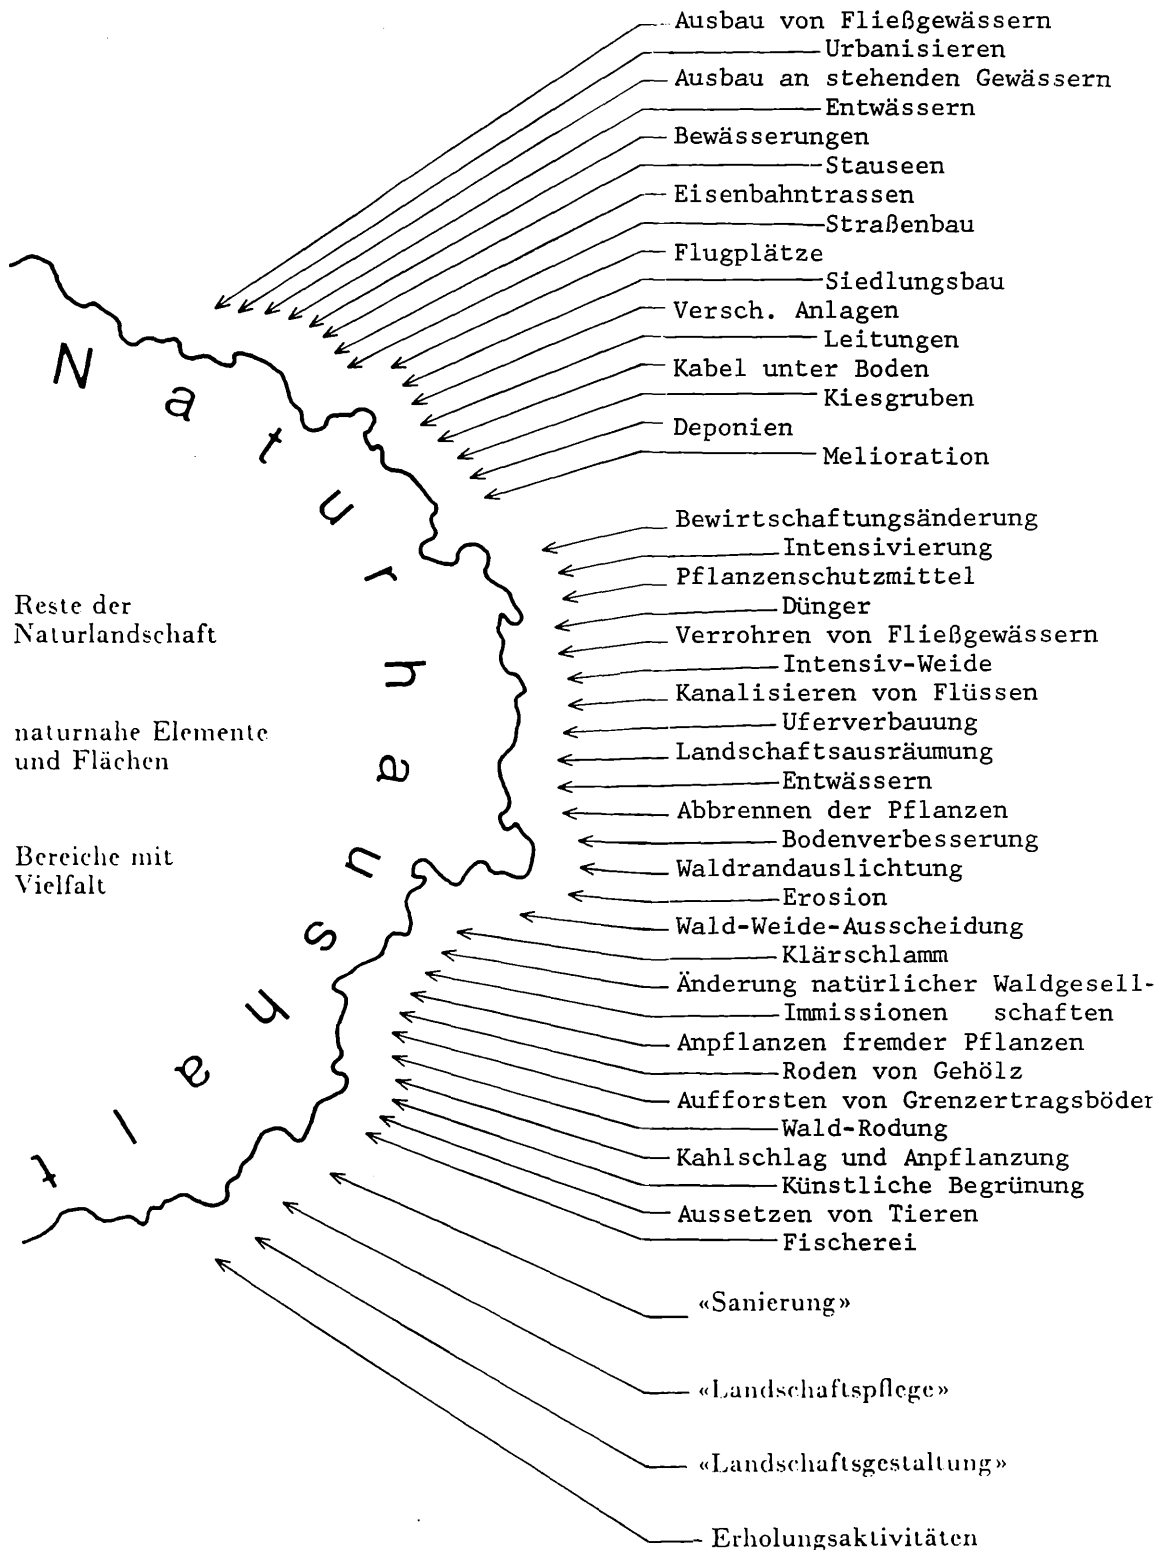 Ausbau von Fließgewässern
Urbanisieren
Ausbau an stehenden Gewässern
Entwässern
Bewässerungen
Stauseen
Eisenbahntrassen
Straßenbau
Flugplätze
Siedlungsbau
Versch. Anlagen
Leitungen
Kabel unter Boden
Kiesgruben
Deponien
Melioration
Naturhaushalt
Reste der
Naturlandschaft
naturnahe Elemente
und Flächen
Bereiche mit
Vielfalt
Bewirtschaftungsänderung
Intensivierung
Pflanzenschutzmittel
Dünger
Verrohren von Fließgewässern
Intensiv-Weide
Kanalisieren von Flüssen
Uferverbauung
Landschaftsausräumung
Entwässern
Abbrennen der Pflanzen
Bodenverbesserung
Waldrandauslichtung
Erosion
Wald-Weide-Ausscheidung
Klärschlamm
Änderung natürlicher Waldgesell-
Immissionen schaften
Anpflanzen fremder Pflanzen
Roden von Gehölz
Aufforsten von Grenzertragsböden
Wald-Rodung
Kahlschlag und Anpflanzung
Künstliche Begrünung
Aussetzen von Tieren
Fischerei
«Sanierung»
«Landschaftspflege»
«Landschaftsgestaltung»
Erholungsaktivitäten